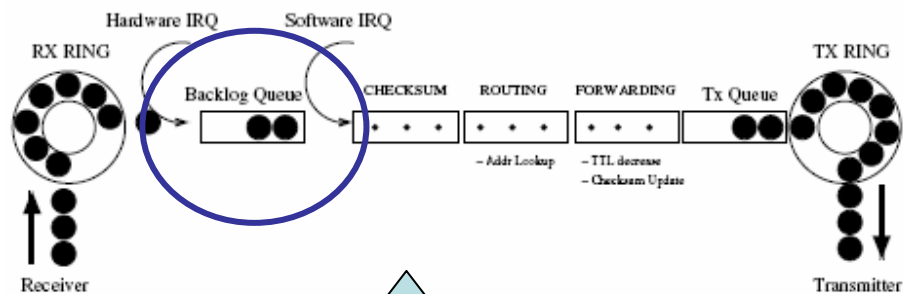 Hardware IRQ
Software IRQ
RX RING
TX RING
Backlog Queue
CHECKSUM
ROUTING
FORWARDING
Tx Queue
– Addr Lookup
– TTL decrease
– Checksum Update
Receiver
Transmitter